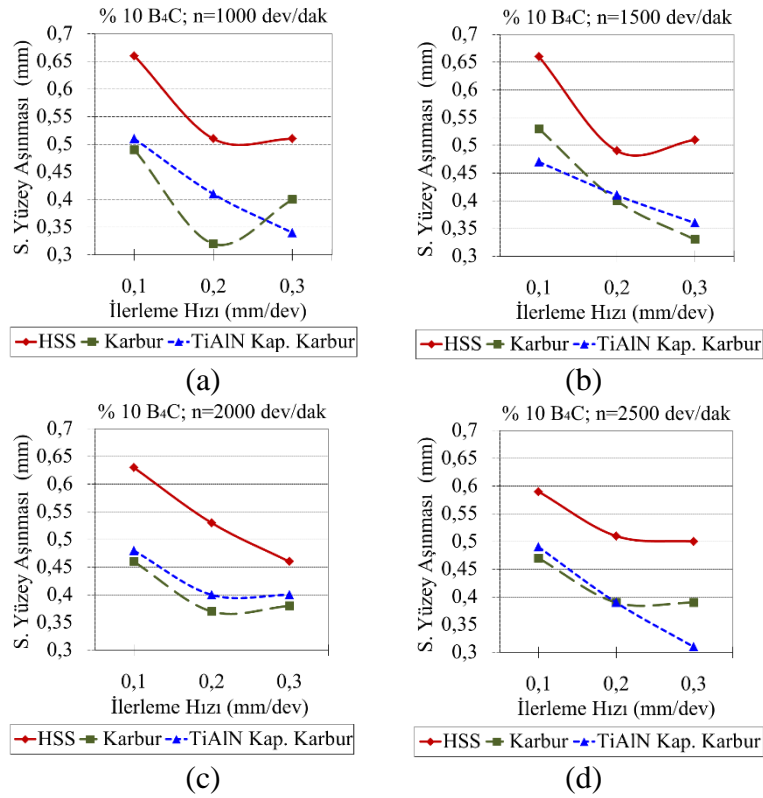 % 10 B₄C; n=1000 dev/dak
S. Yüzey Aşınması (mm)
0,7
0,65
0,6
0,55
0,5
0,45
0,4
0,35
0,3
0,1 0,2 0,3
İlerleme Hızı (mm/dev)
HSS Karbur TiAlN Kap. Karbur
(a)
% 10 B₄C; n=1500 dev/dak
S. Yüzey Aşınması (mm)
0,7
0,65
0,6
0,55
0,5
0,45
0,4
0,35
0,3
0,1 0,2 0,3
İlerleme Hızı (mm/dev)
HSS Karbur TiAlN Kap. Karbur
(b)
% 10 B₄C; n=2000 dev/dak
S. Yüzey Aşınması (mm)
0,7
0,65
0,6
0,55
0,5
0,45
0,4
0,35
0,3
0,1 0,2 0,3
İlerleme Hızı (mm/dev)
HSS Karbur TiAlN Kap. Karbur
(c)
% 10 B₄C; n=2500 dev/dak
S. Yüzey Aşınması (mm)
0,7
0,65
0,6
0,55
0,5
0,45
0,4
0,35
0,3
0,1 0,2 0,3
İlerleme Hızı (mm/dev)
HSS Karbur TiAlN Kap. Karbur
(d)